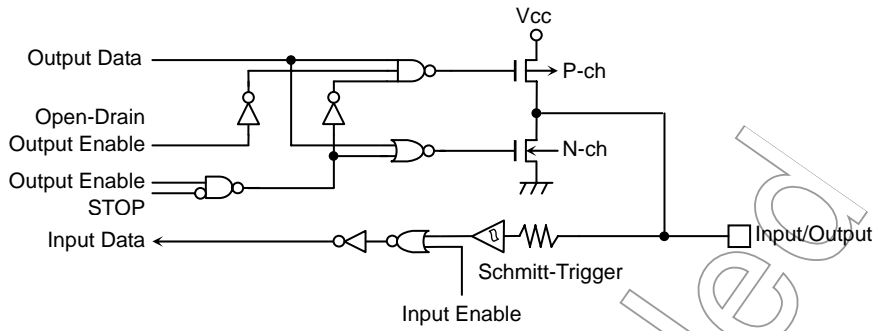 Vcc
Output Data
P-ch
Open-Drain
Output Enable
N-ch
Output Enable
STOP
Input Data
Input/Output
Schmitt-Trigger
Input Enable
led